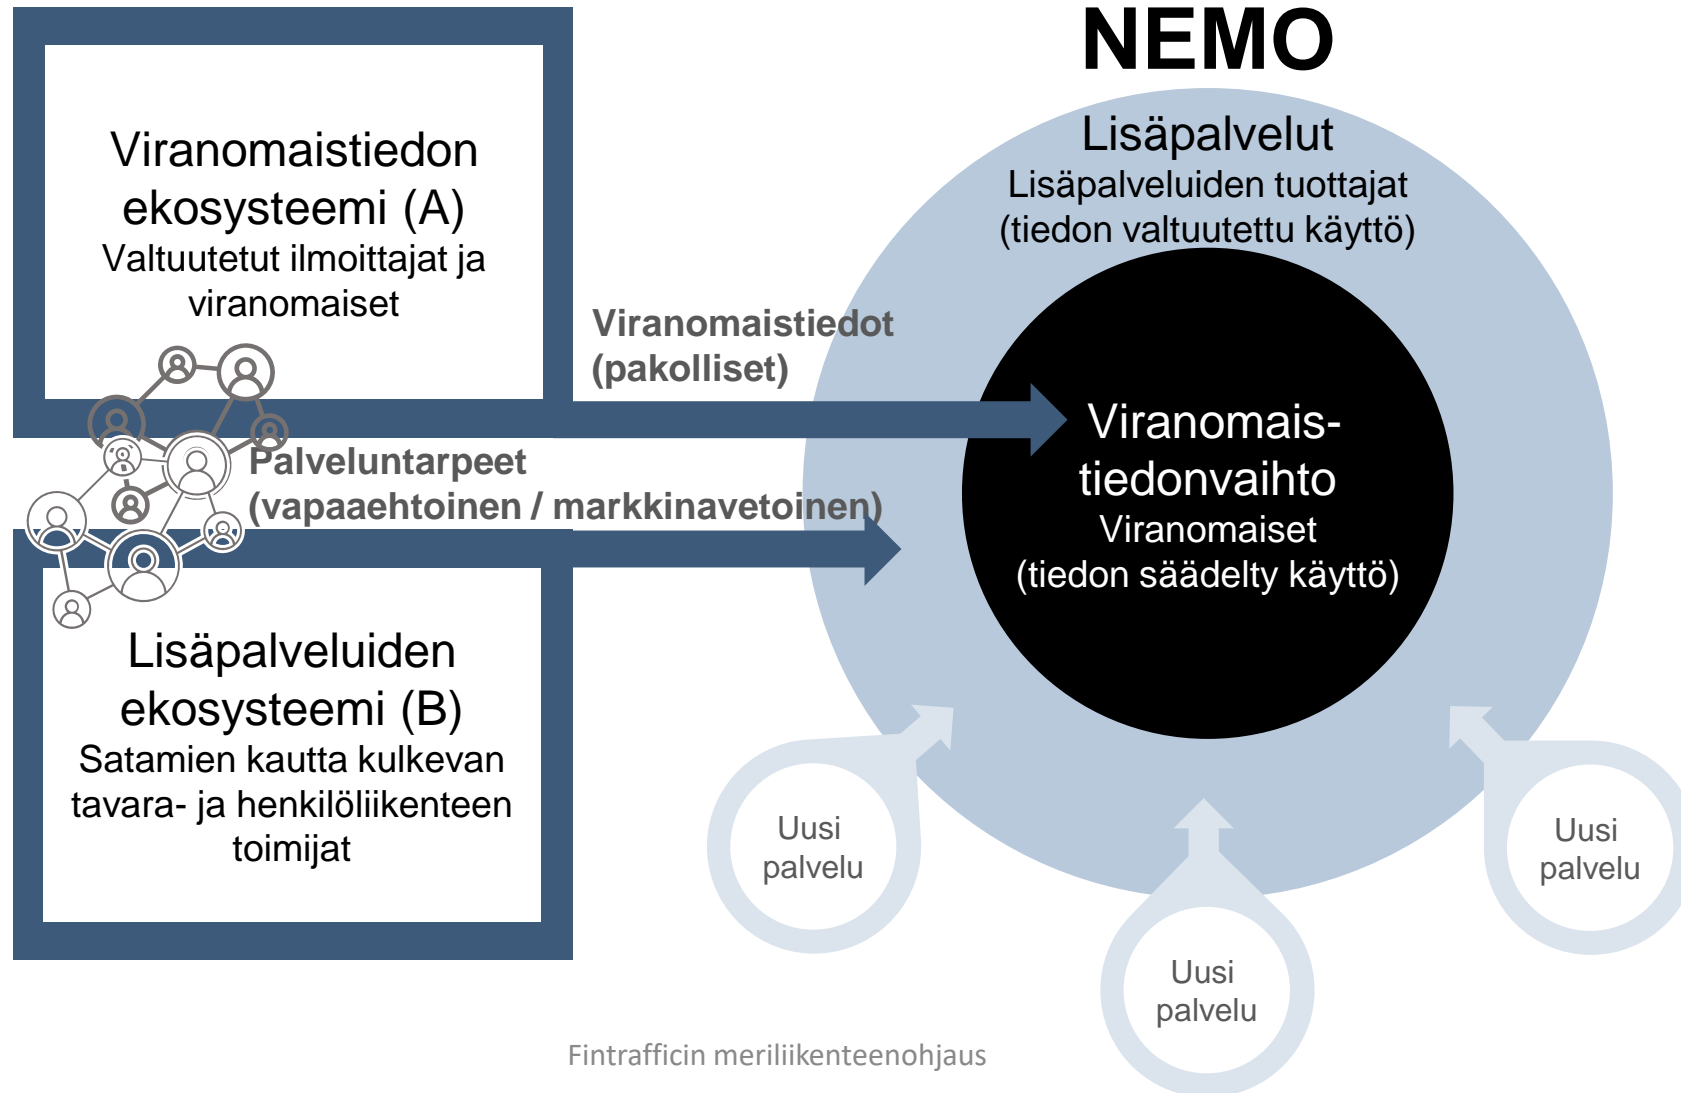 NEMO
Viranomaistiedon
ekosysteemi (A)
Valtuutetut ilmoittajat ja
viranomaiset
Lisäpalvelut
Lisäpalveluiden tuottajat
(tiedon valtuutettu käyttö)
Viranomaistiedot
(pakolliset)
Palveluntarpeet
(vapaaehtoinen / markkinavetoinen)
Viranomais-
tiedonvaihto
Viranomaiset
(tiedon säädelty käyttö)
Lisäpalveluiden
ekosysteemi (B)
Satamien kautta kulkevan
tavara- ja henkilöliikenteen
toimijat
Uusi
palvelu
Uusi
palvelu
Uusi
palvelu
Fintrafficin meriliikenteenohjaus